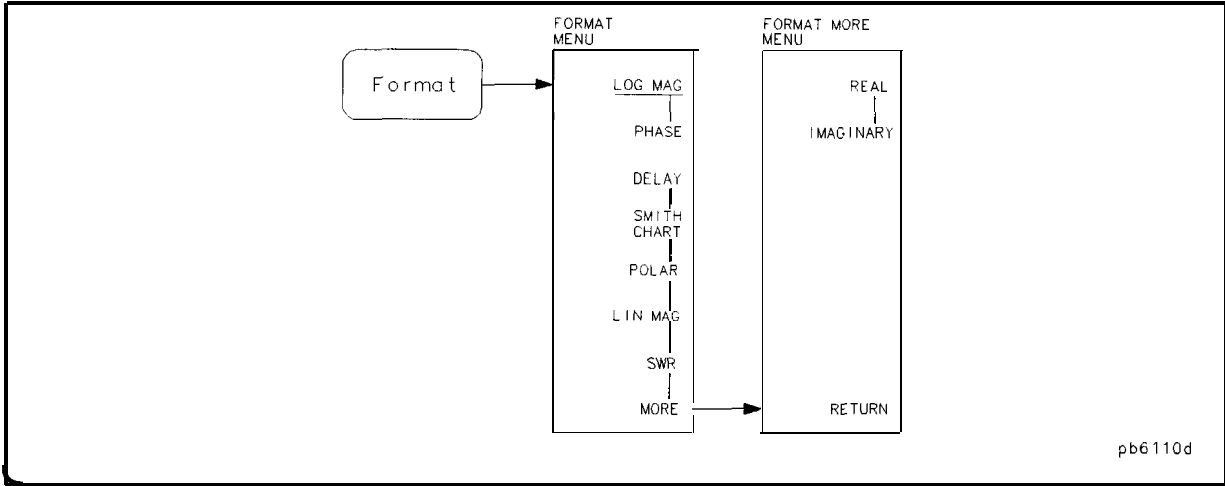 Format
FORMAT
MENU
LOG MAG
PHASE
DELAY
SMITH
CHART
POLAR
LIN MAG
SWR
MORE
FORMAT MORE
MENU
REAL
IMAGINARY
RETURN
pb6110d